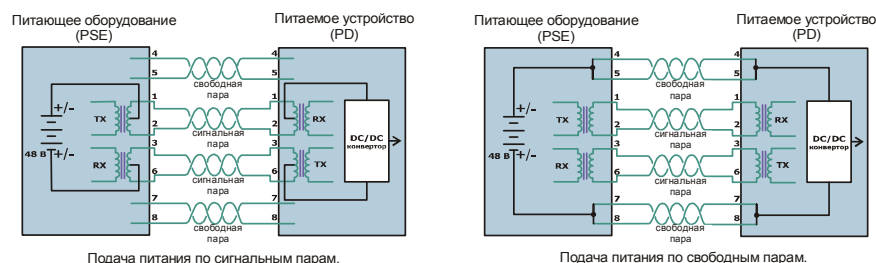 Питающее оборудование
(PSE)
Питаемое устройство
(PD)
4
4
5
5
свободная
пара
1
1
+/-
TX
RX
2
2
сигнальная
пара
DC/DC
конвертор
48 В
+/-
3
3
RX
TX
6
6
сигнальная
пара
7
7
8
8
свободная
пара
Подача питания по сигнальным парам.
Питающее оборудование
(PSE)
Питаемое устройство
(PD)
4
4
5
5
свободная
пара
1
1
+/-
TX
RX
2
2
сигнальная
пара
DC/DC
конвертор
48 В
+/-
3
3
RX
TX
6
6
сигнальная
пара
7
7
8
8
свободная
пара
Подача питания по свободным парам.